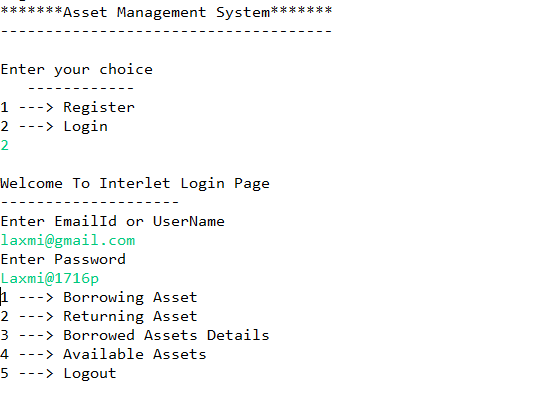 *******Asset Management System*******
-------------------------------------
Enter your choice
------------
1 ---> Register
2 ---> Login
2
Welcome To Interlet Login Page
--------------------
Enter EmailId or UserName
laxmi@gmail.com
Enter Password
Laxmi@1716p
1 ---> Borrowing Asset
2 ---> Returning Asset
3 ---> Borrowed Assets Details
4 ---> Available Assets
5 ---> Logout